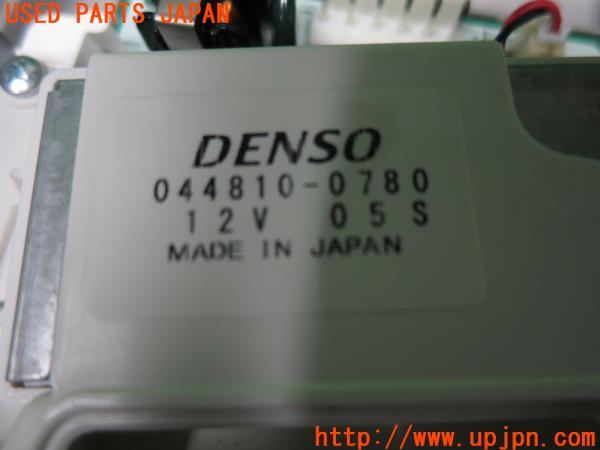 USED PARTS JAPAN
DENSO
044810-0780
12V 05S
MADE IN JAPAN
http://www.upjpn.com/